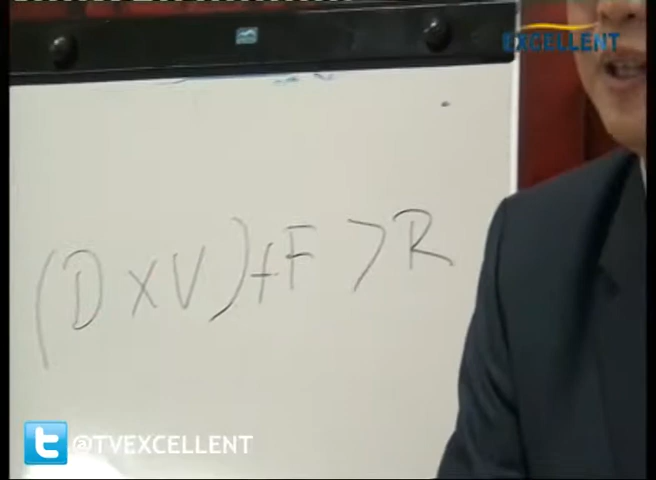 EXCELLENT
(D X V) + F > R
@TVEXCELLENT